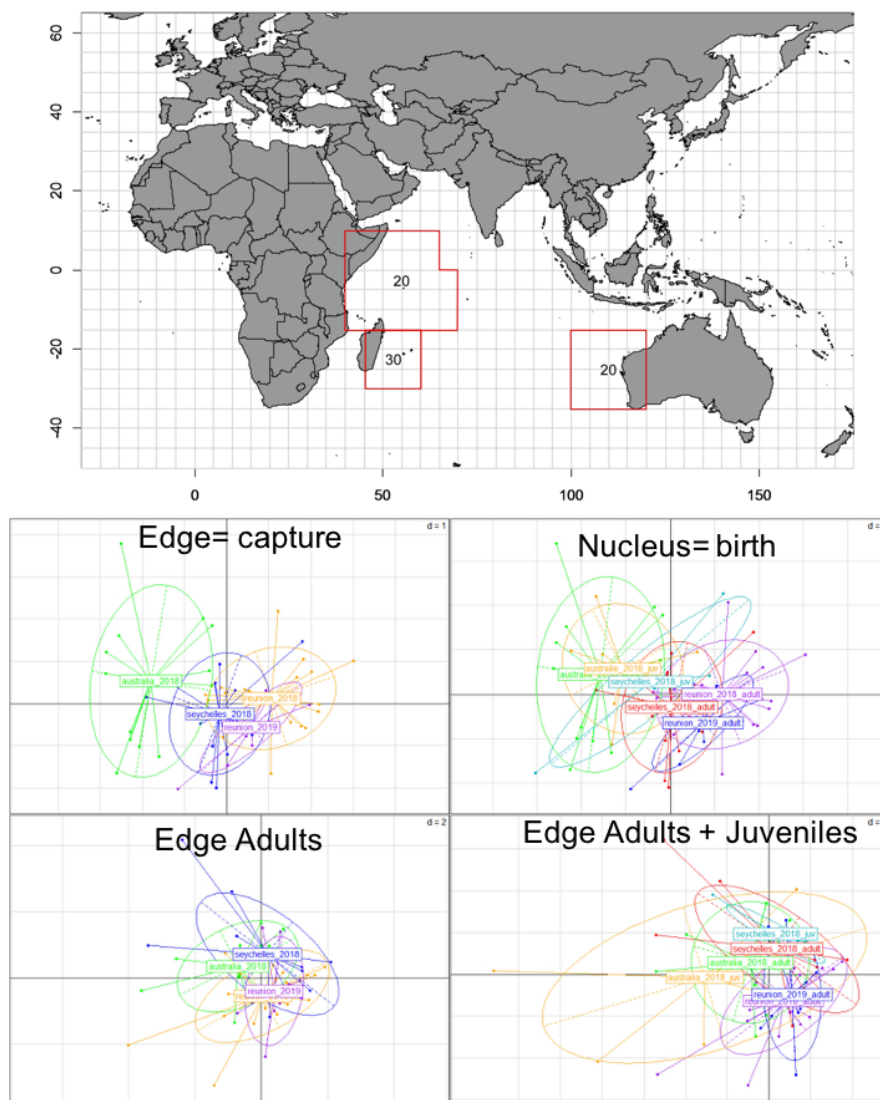 60
40
20
0
-20
-40
20
30
20
0
50
100
150
Edge= capture
d = 1
australia_2018
reunion_2018
seychelles_2018
reunion_2019
Nucleus= birth
australia_2018_juv
seychelles_2018_juv
reunion_2018_adult
seychelles_2018_adult
reunion_2019_adult
Edge Adults
d = 2
seychelles_2018
australia_2018
reunion_2019
Edge Adults + Juveniles
seychelles_2018_juv
seychelles_2018_adult
australia_2018_adult
australia_2018_juv
reunion_2019_adult